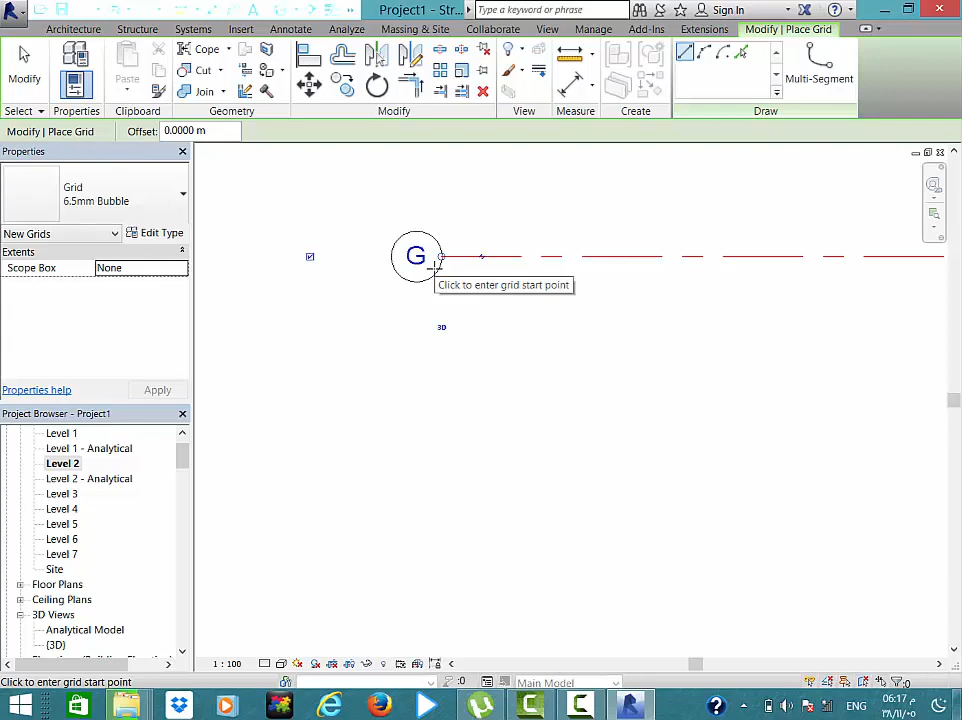 Project1 - Str...
Type a keyword or phrase
Sign In
Architecture
Structure
Systems
Insert
Annotate
Analyze
Massing & Site
Collaborate
View
Manage
Add-Ins
Extensions
Modify | Place Grid
Modify
Paste
Cope
Cut
Join
Multi-Segment
Select
Properties
Clipboard
Geometry
Modify
View
Measure
Create
Draw
Modify | Place Grid
Offset: 0.0000 m
Properties
Grid
6.5mm Bubble
New Grids
Edit Type
Extents
Scope Box
None
G
Click to enter grid start point
3D
Properties help
Apply
Project Browser - Project1
Level 1
Level 1 - Analytical
Level 2
Level 2 - Analytical
Level 3
Level 4
Level 5
Level 6
Level 7
Site
Floor Plans
Ceiling Plans
3D Views
Analytical Model
{3D}
1 : 100
Click to enter grid start point
:0
Main Model
:0
ENG
06:17 م